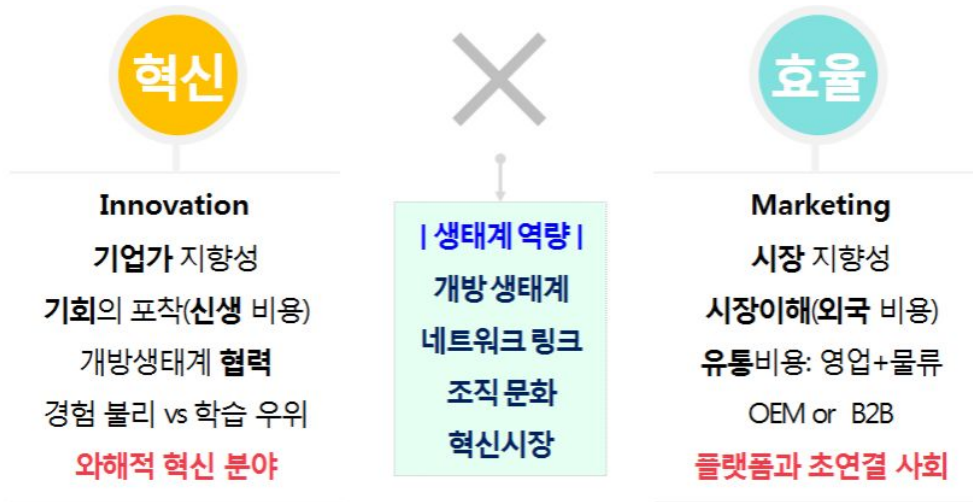 혁신
Innovation
기업가 지향성
기회의 포착(신생 비용)
개방생태계 협력
경험 불리 vs 학습 우위
와해적 혁신 분야
| 생태계 역량 |
개방 생태계
네트워크 링크
조직 문화
혁신시장
효율
Marketing
시장 지향성
시장이해(외국 비용)
유통비용: 영업+물류
OEM or B2B
플랫폼과 초연결 사회